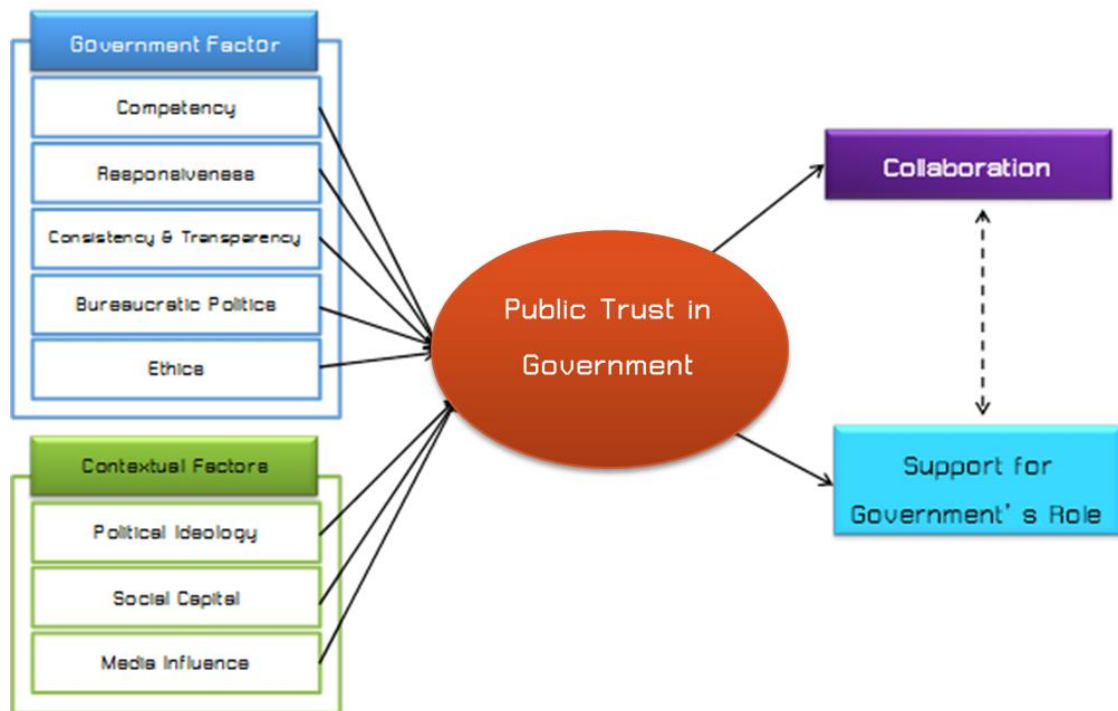 Government Factor
Competency
Responsiveness
Consistency & Transparency
Bureaucratic Politics
Ethics
Contextual Factors
Political Ideology
Social Capital
Media Influence
Public Trust in
Government
Collaboration
Support for
Government's Role